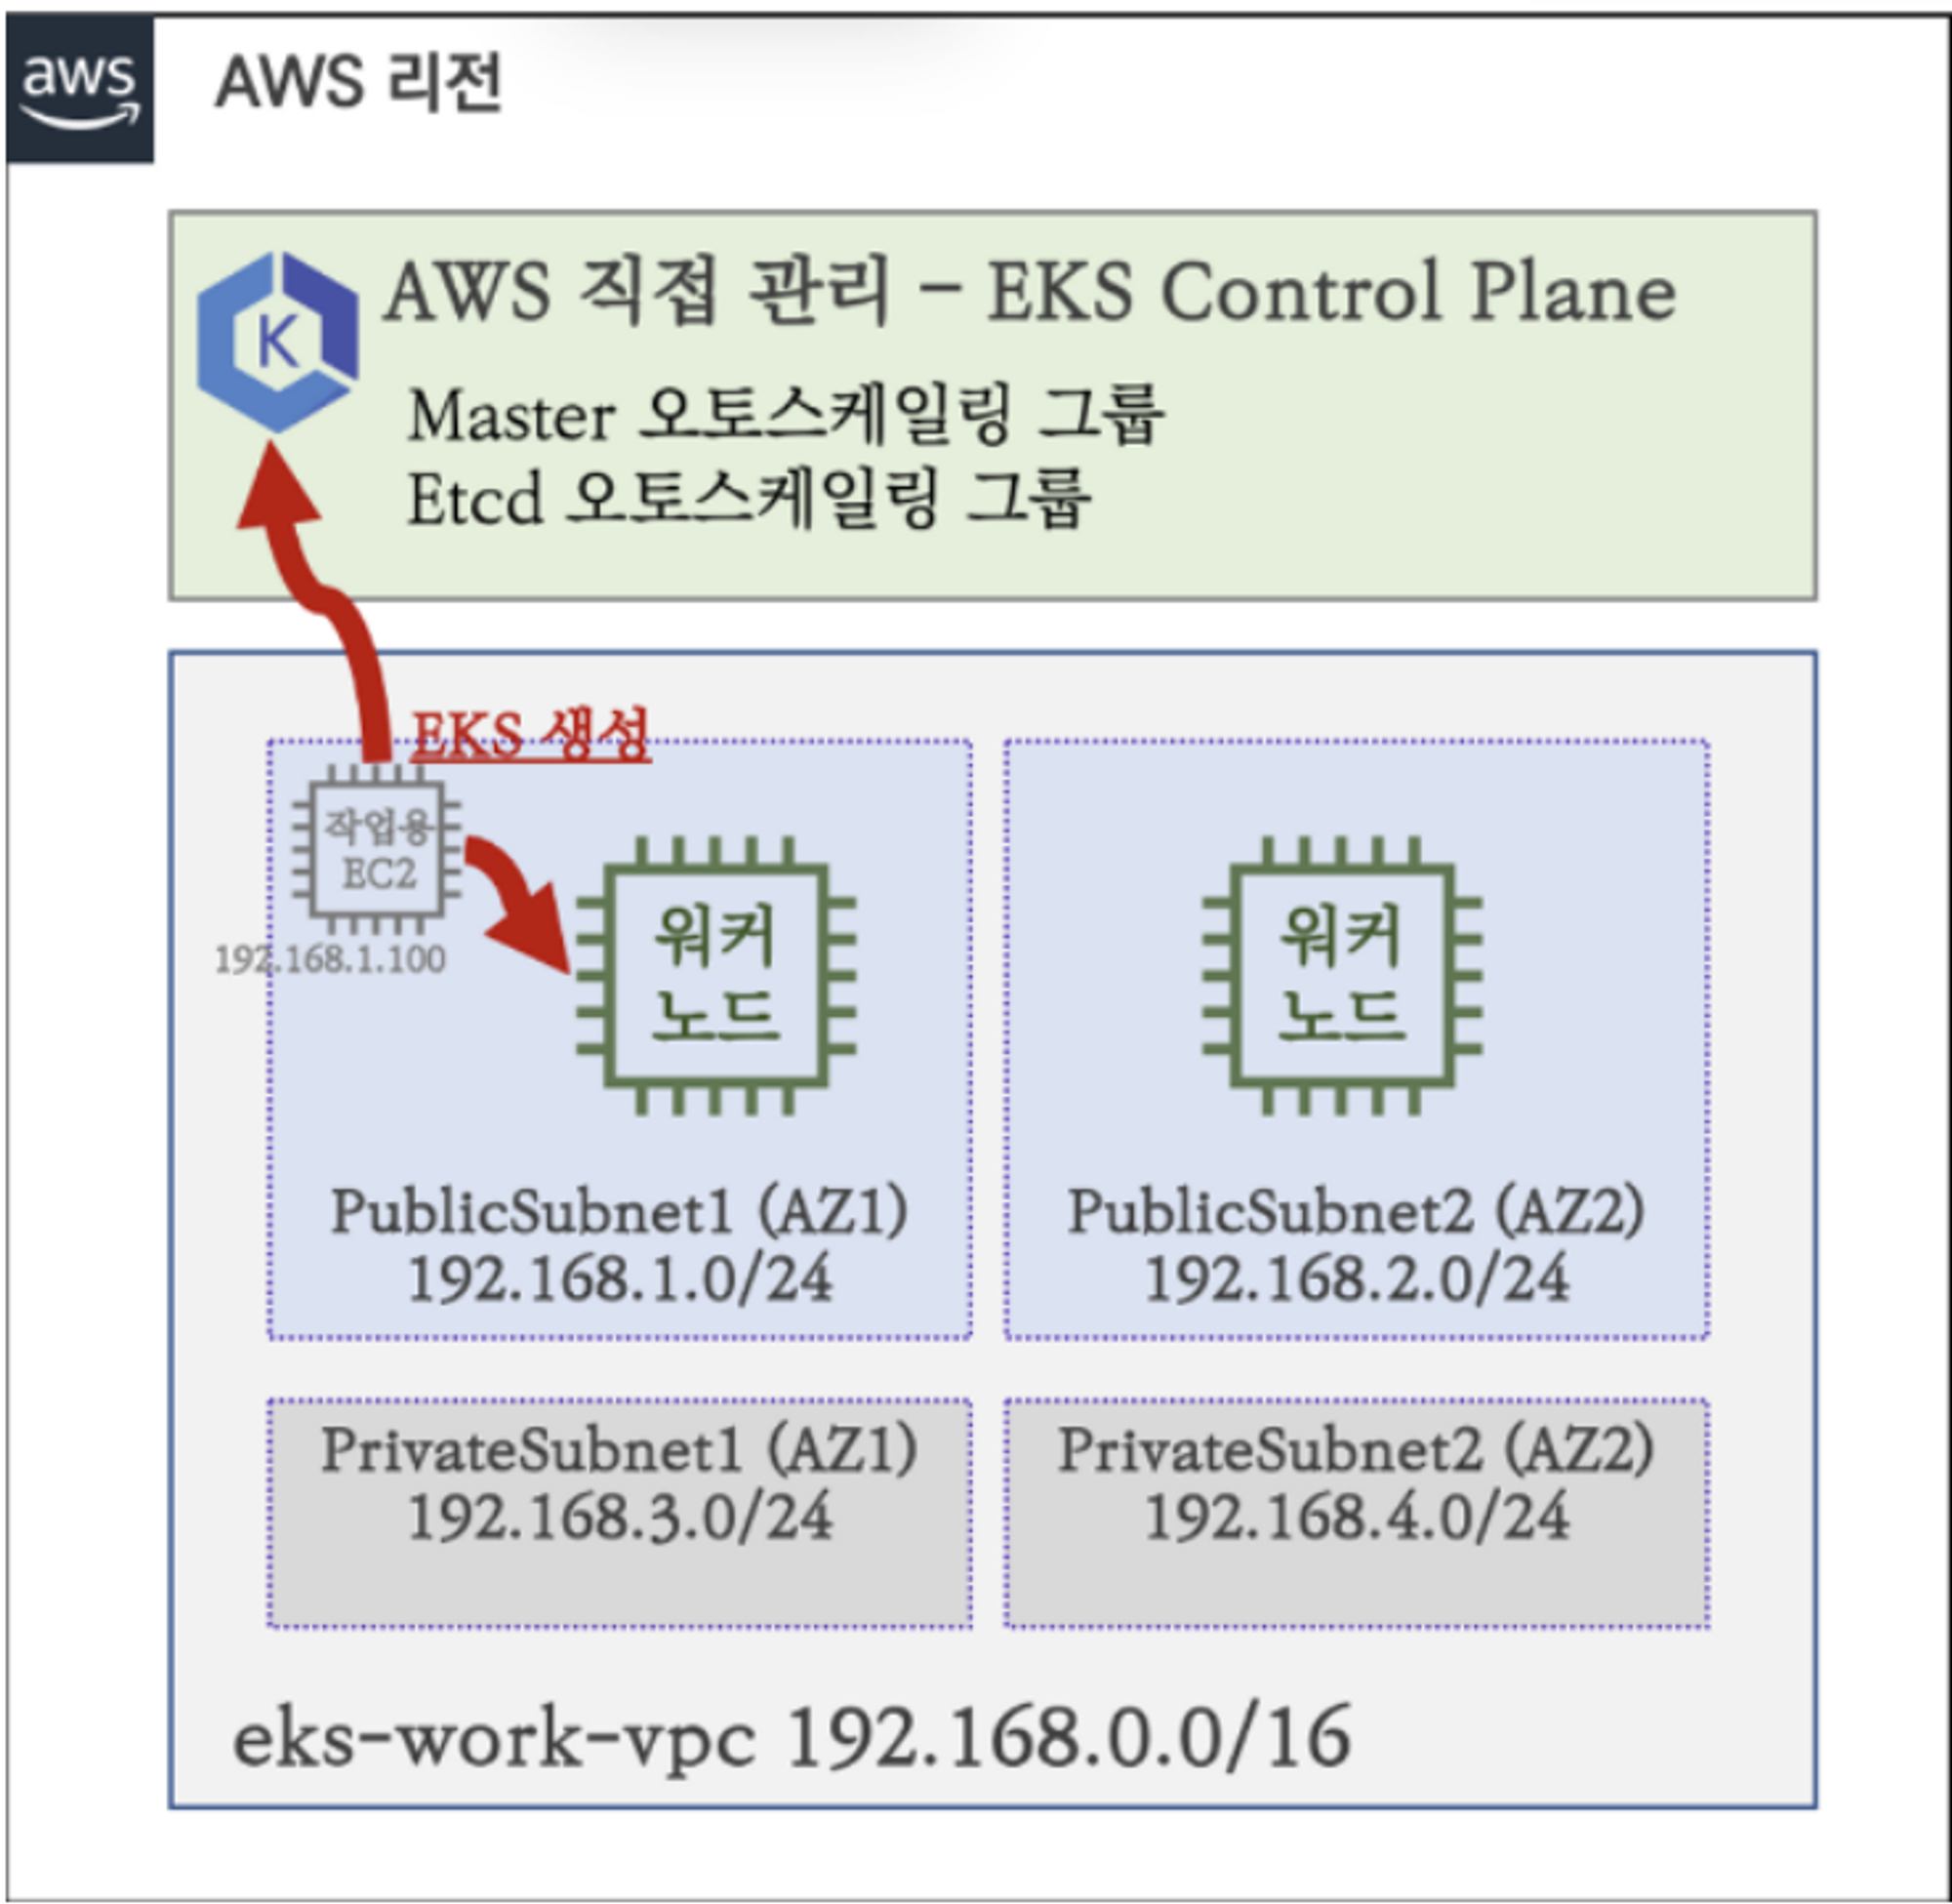 aws
AWS 리전
AWS 직접 관리 - EKS Control Plane
Master 오토스케일링 그룹
Etcd 오토스케일링 그룹
K
EKS 생성
작업용
EC2
192.168.1.100
워커
노드
PublicSubnet1 (AZ1)
192.168.1.0/24
워커
노드
PublicSubnet2 (AZ2)
192.168.2.0/24
PrivateSubnet1 (AZ1)
192.168.3.0/24
PrivateSubnet2 (AZ2)
192.168.4.0/24
eks-work-vpc 192.168.0.0/16